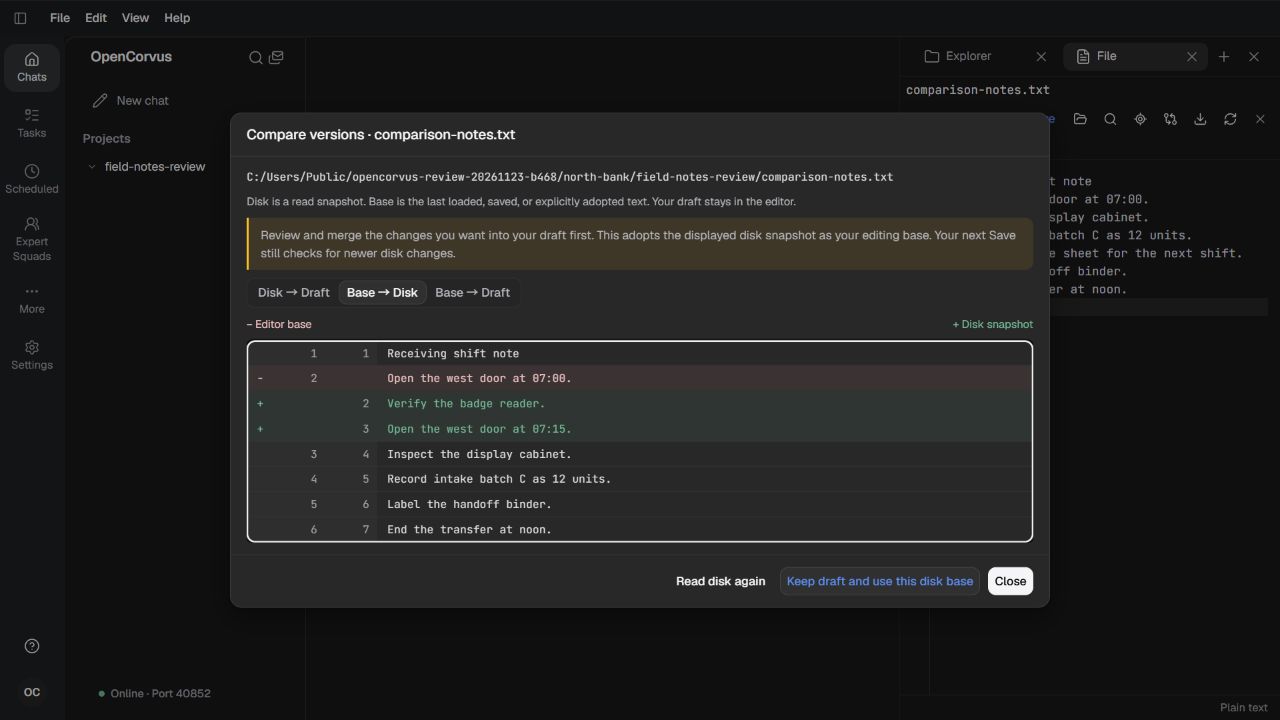 File Edit View Help
Chats
Tasks
Scheduled
Expert
Squads
More
Settings
OC
OpenCorvus
New chat
Projects
field-notes-review
Online · Port 40852
Explorer
File
comparison-notes.txt
note
door at 07:00.
display cabinet.
batch C as 12 units.
sheet for the next shift.
binder.
at noon.
Plain text
Compare versions · comparison-notes.txt
C:/Users/Public/opencorvus-review-20261123-b468/north-bank/field-notes-review/comparison-notes.txt
Disk is a read snapshot. Base is the last loaded, saved, or explicitly adopted text. Your draft stays in the editor.
Review and merge the changes you want into your draft first. This adopts the displayed disk snapshot as your editing base. Your next Save
still checks for newer disk changes.
Disk → Draft Base → Disk Base → Draft
− Editor base + Disk snapshot
1 1 Receiving shift note
- 2 Open the west door at 07:00.
+ 2 Verify the badge reader.
+ 3 Open the west door at 07:15.
3 4 Inspect the display cabinet.
4 5 Record intake batch C as 12 units.
5 6 Label the handoff binder.
6 7 End the transfer at noon.
Read disk again Keep draft and use this disk base Close